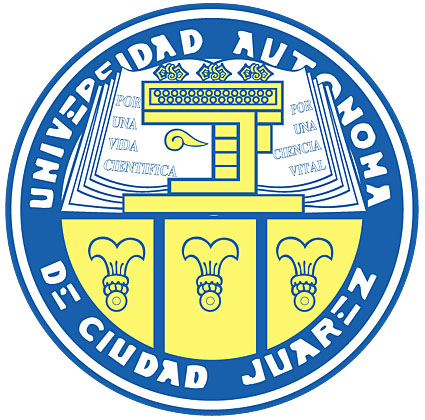 UNIVERSIDAD AUTONOMA
DE CIUDAD JUAREZ
POR
UNA
VIDA
CIENTIFICA
POR
UNA
CIENCIA
VITAL